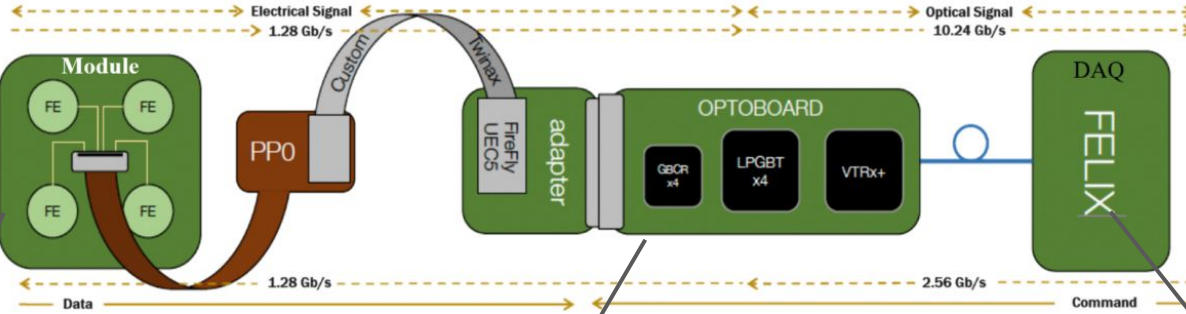 Electrical Signal
Optical Signal
1.28 Gb/s
10.24 Gb/s
Module
FE
FE
FE
FE
PP0
Custom
Twinax
FireFly
UEC5
adapter
OPTOBOARD
GBCR
x4
LPGBT
x4
VTRx+
DAQ
FELIX
1.28 Gb/s
2.56 Gb/s
Data
Command